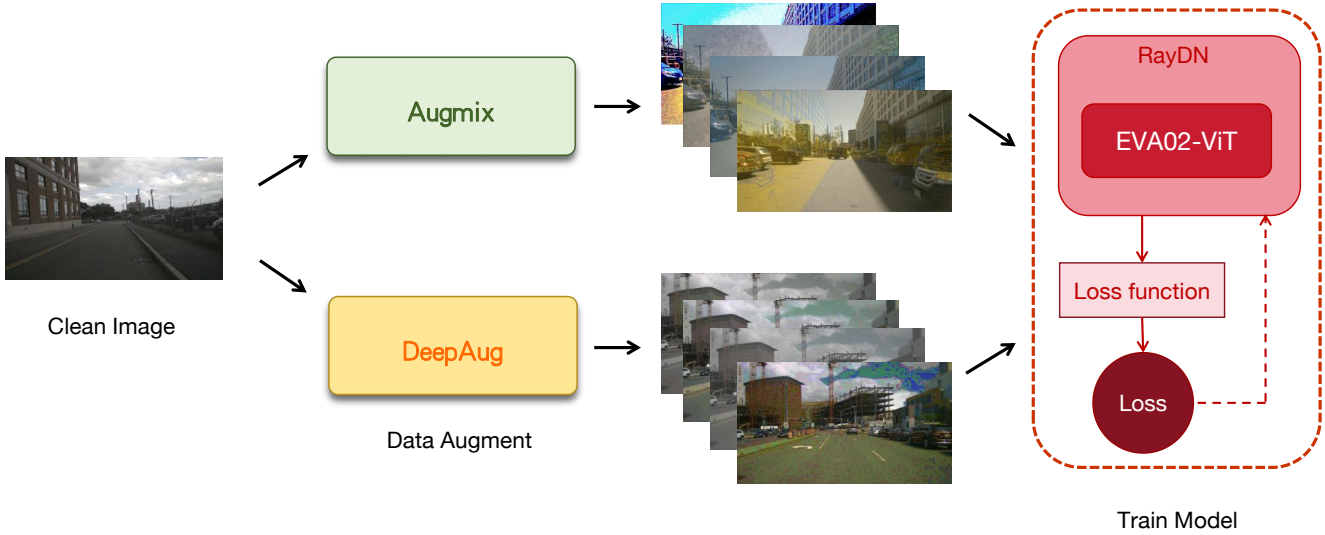 Clean Image
Augmix
DeepAug
Data Augment
RayDN
EVA02-ViT
Loss function
Loss
Train Model